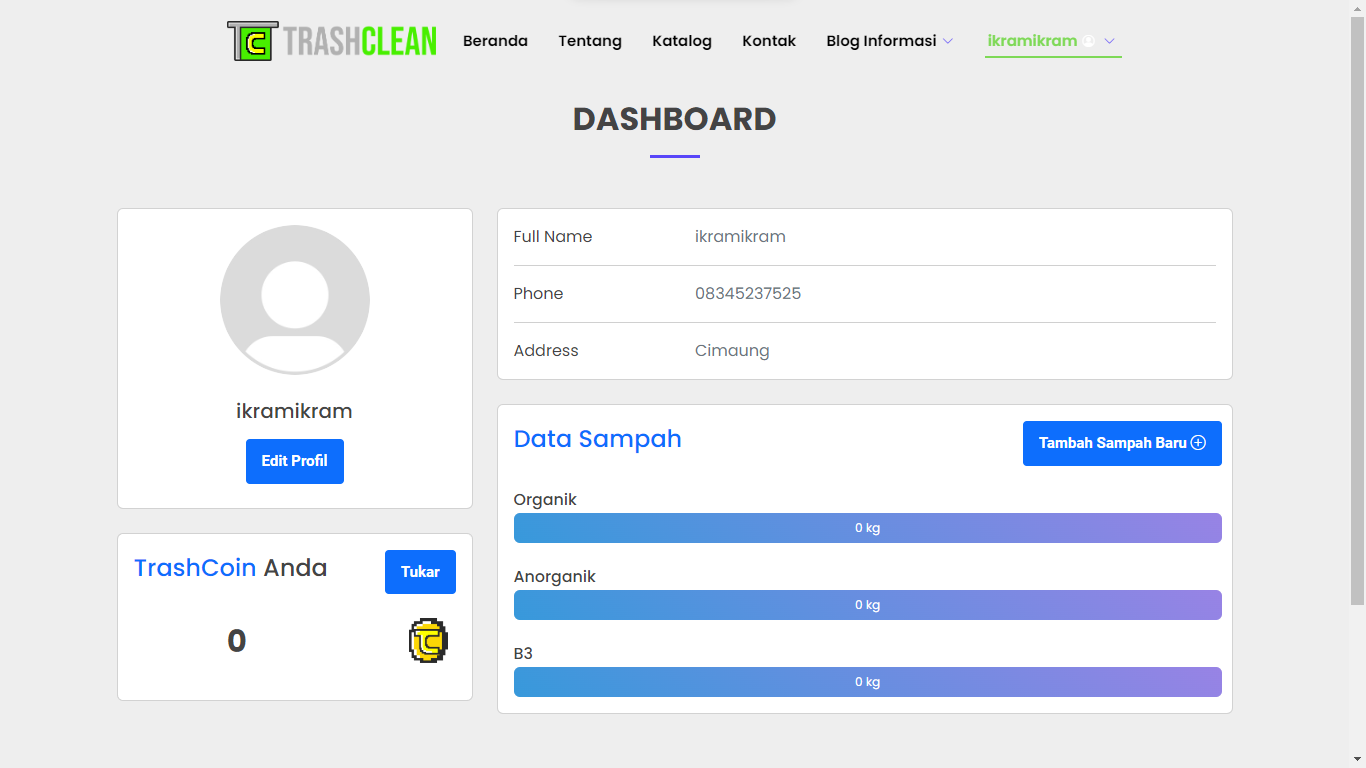 TC TRASHCLEAN Beranda Tentang Katalog Kontak Blog Informasi ikramikram
DASHBOARD
ikramikram
Edit Profil
TrashCoin Anda Tukar
0
Full Name ikramikram
Phone 08345237525
Address Cimaung
Data Sampah Tambah Sampah Baru
Organik
0 kg
Anorganik
0 kg
B3
0 kg